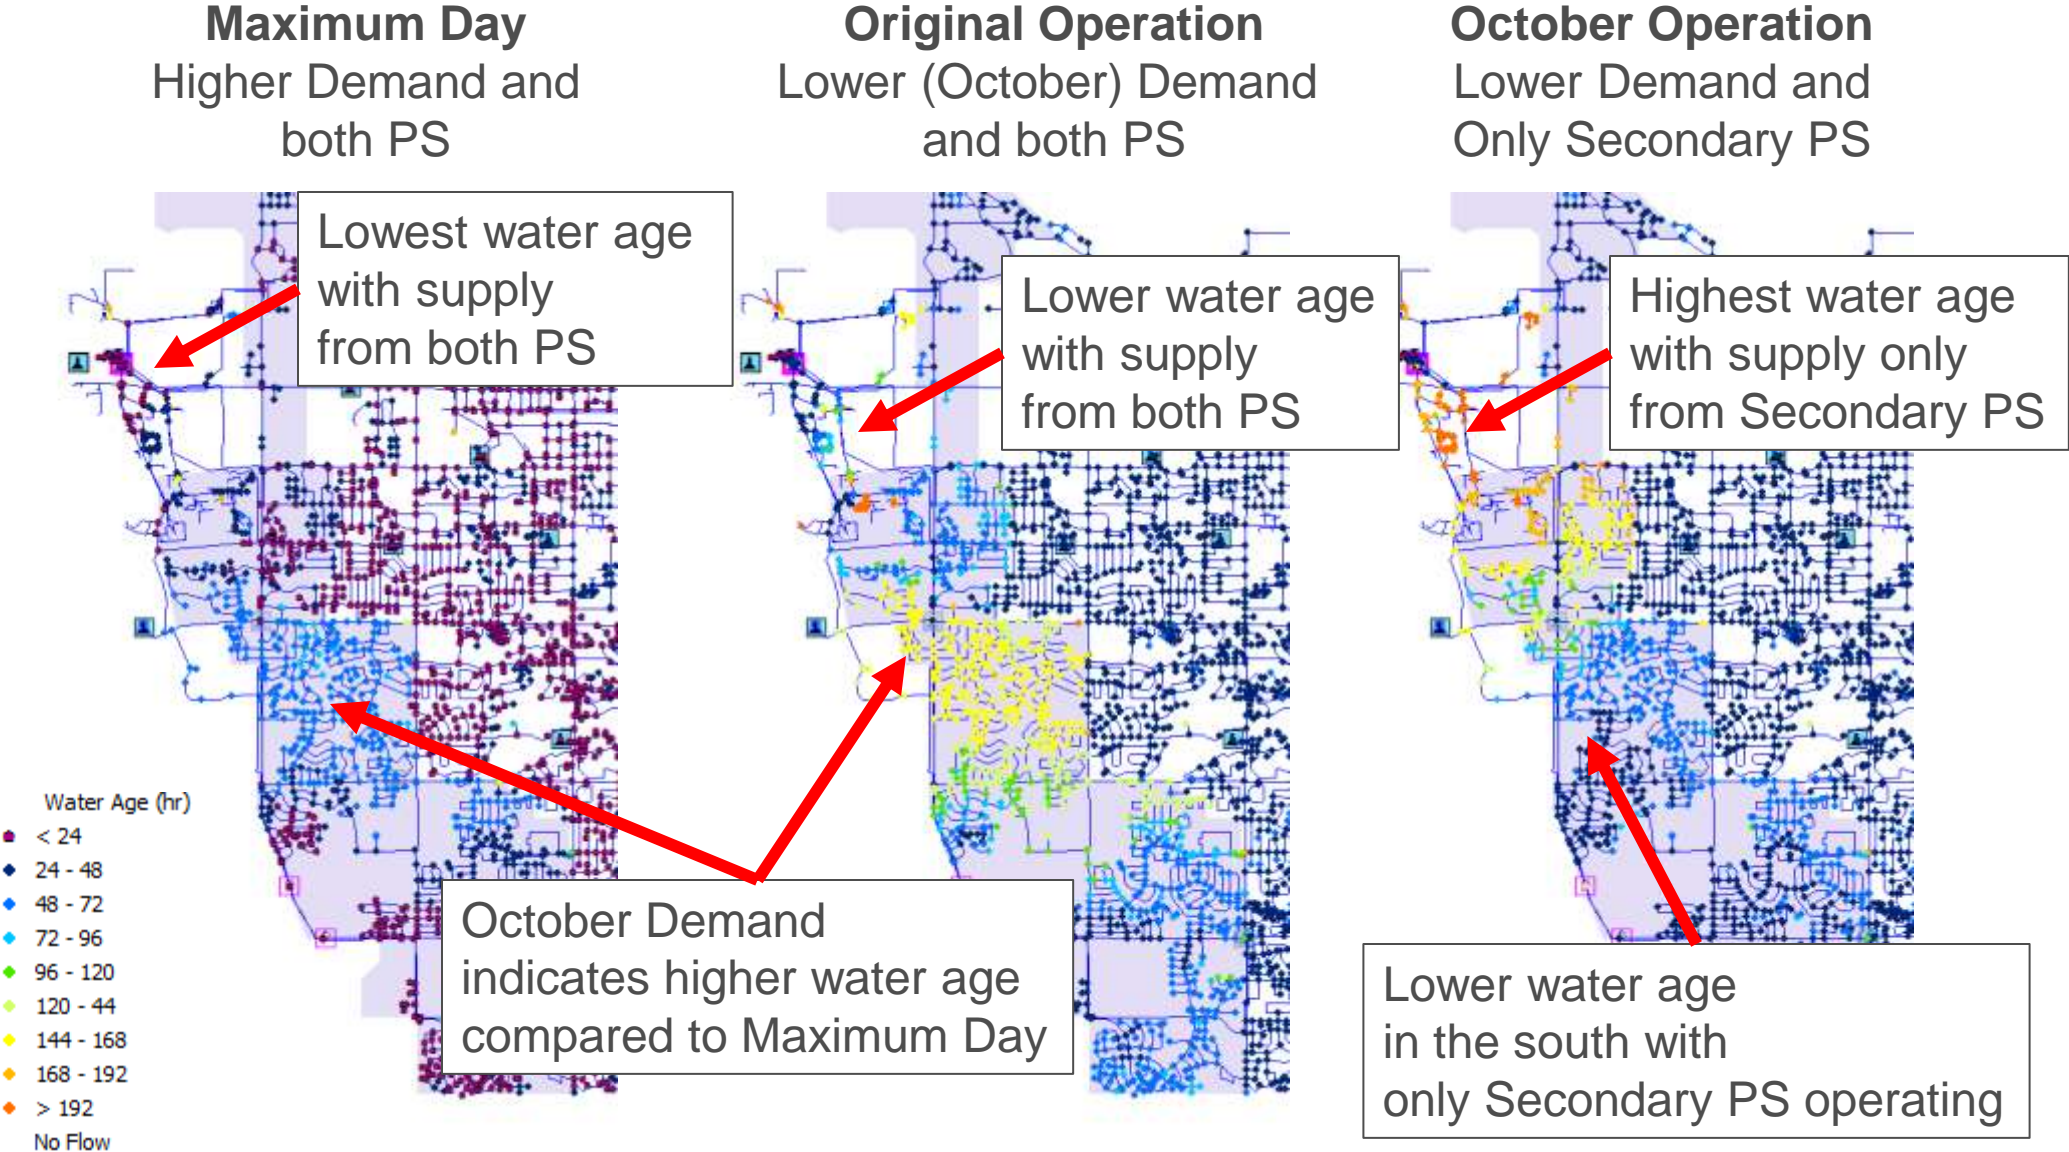 Maximum Day
Higher Demand and
both PS
Original Operation
Lower (October) Demand
and both PS
October Operation
Lower Demand and
Only Secondary PS
Lowest water age
with supply
from both PS
Lower water age
with supply
from both PS
Highest water age
with supply only
from Secondary PS
October Demand
indicates higher water age
compared to Maximum Day
Lower water age
in the south with
only Secondary PS operating
Water Age (hr)
< 24
24 - 48
48 - 72
72 - 96
96 - 120
120 - 44
144 - 168
168 - 192
> 192
No Flow